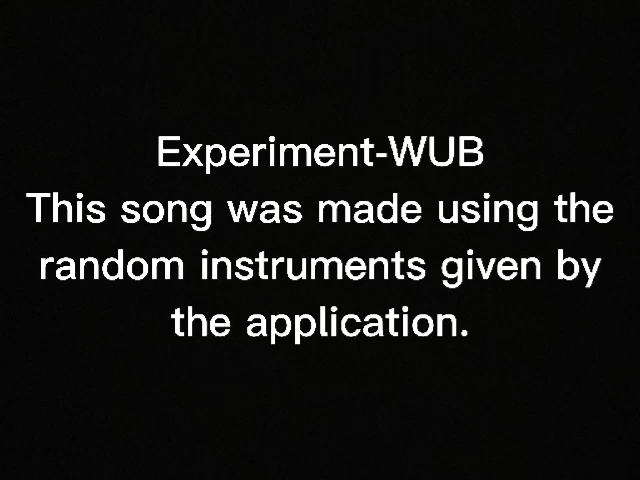 Experiment-WUB
This song was made using the
random instruments given by
the application.